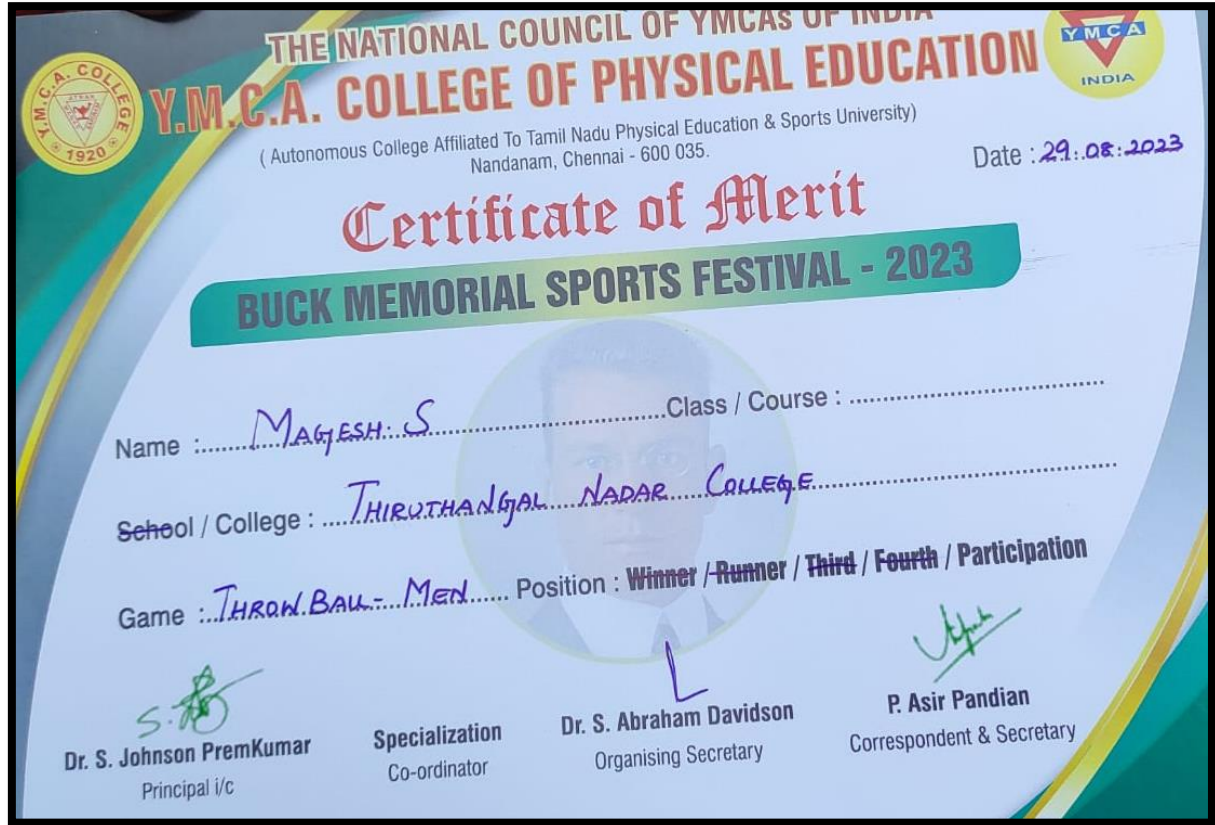 THE NATIONAL COUNCIL OF YMCAs OF INDIA
Y.M.C.A. COLLEGE OF PHYSICAL EDUCATION
Y.M.C.A. COLLEGE
1920
YMCA
INDIA
( Autonomous College Affiliated To Tamil Nadu Physical Education & Sports University)
Nandanam, Chennai - 600 035.
Date : 29.08.2023
Certificate of Merit
BUCK MEMORIAL SPORTS FESTIVAL - 2023
Name : MAGESH. S Class / Course :
School / College : THIRUTHANGAL NADAR COLLEGE
Game : THROW BALL - MEN Position : Winner / Runner / Third / Fourth / Participation
Dr. S. Johnson PremKumar
Principal i/c
Specialization
Co-ordinator
Dr. S. Abraham Davidson
Organising Secretary
P. Asir Pandian
Correspondent & Secretary